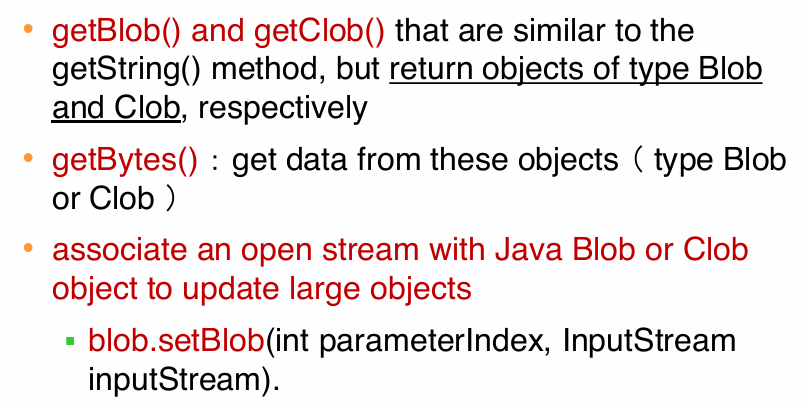 • getBlob() and getClob() that are similar to the
getString() method, but return objects of type Blob
and Clob, respectively
• getBytes()：get data from these objects（ type Blob
or Clob ）
• associate an open stream with Java Blob or Clob
object to update large objects
▪ blob.setBlob(int parameterIndex, InputStream
inputStream).